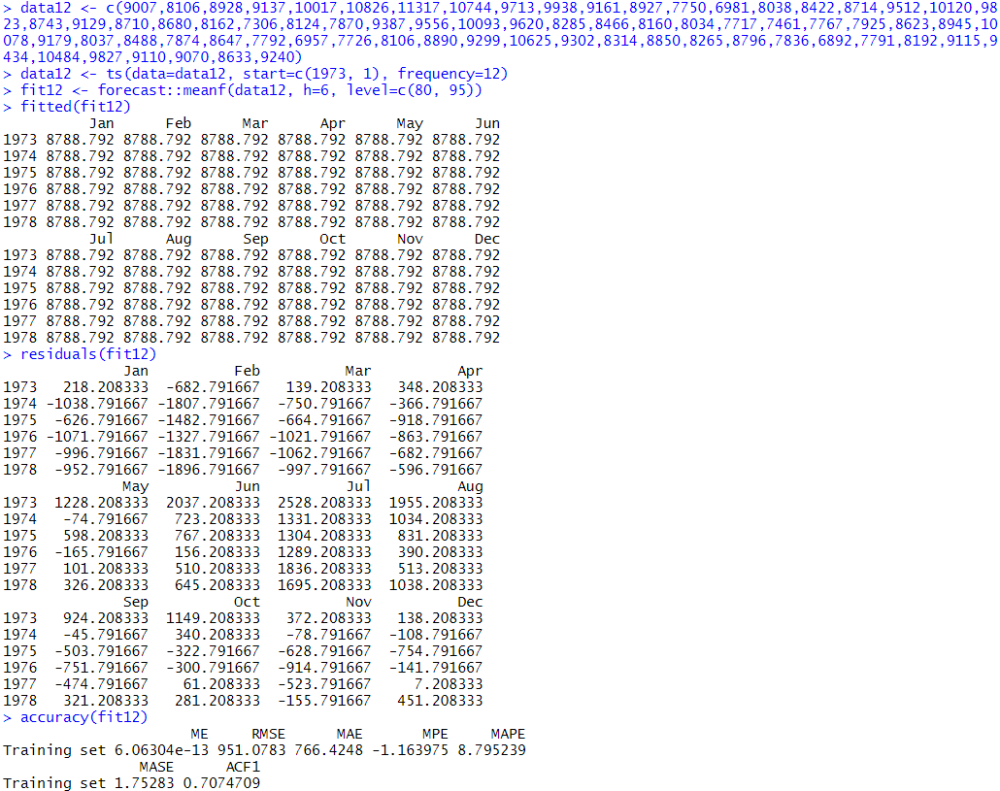 > data12 <- c(9007,8106,8928,9137,10017,10826,11317,10744,9713,9938,9161,8927,7750,6981,8038,8422,8714,9512,10120,98
23,8743,9129,8710,8680,8162,7306,8124,7870,9387,9556,10093,9620,8285,8466,8160,8034,7717,7461,7767,7925,8623,8945,10
078,9179,8037,8488,7874,8647,7792,6957,7726,8106,8890,9299,10625,9302,8314,8850,8265,8796,7836,6892,7791,8192,9115,9
434,10484,9827,9110,9070,8633,9240)
> data12 <- ts(data=data12, start=c(1973, 1), frequency=12)
> fit12 <- forecast::meanf(data12, h=6, level=c(80, 95))
> fitted(fit12)
Jan Feb Mar Apr May Jun
1973 8788.792 8788.792 8788.792 8788.792 8788.792 8788.792
1974 8788.792 8788.792 8788.792 8788.792 8788.792 8788.792
1975 8788.792 8788.792 8788.792 8788.792 8788.792 8788.792
1976 8788.792 8788.792 8788.792 8788.792 8788.792 8788.792
1977 8788.792 8788.792 8788.792 8788.792 8788.792 8788.792
1978 8788.792 8788.792 8788.792 8788.792 8788.792 8788.792
Jul Aug Sep Oct Nov Dec
1973 8788.792 8788.792 8788.792 8788.792 8788.792 8788.792
1974 8788.792 8788.792 8788.792 8788.792 8788.792 8788.792
1975 8788.792 8788.792 8788.792 8788.792 8788.792 8788.792
1976 8788.792 8788.792 8788.792 8788.792 8788.792 8788.792
1977 8788.792 8788.792 8788.792 8788.792 8788.792 8788.792
1978 8788.792 8788.792 8788.792 8788.792 8788.792 8788.792
> residuals(fit12)
Jan Feb Mar Apr
1973 218.208333 -682.791667 139.208333 348.208333
1974 -1038.791667 -1807.791667 -750.791667 -366.791667
1975 -626.791667 -1482.791667 -664.791667 -918.791667
1976 -1071.791667 -1327.791667 -1021.791667 -863.791667
1977 -996.791667 -1831.791667 -1062.791667 -682.791667
1978 -952.791667 -1896.791667 -997.791667 -596.791667
May Jun Jul Aug
1973 1228.208333 2037.208333 2528.208333 1955.208333
1974 -74.791667 723.208333 1331.208333 1034.208333
1975 598.208333 767.208333 1304.208333 831.208333
1976 -165.791667 156.208333 1289.208333 390.208333
1977 101.208333 510.208333 1836.208333 513.208333
1978 326.208333 645.208333 1695.208333 1038.208333
Sep Oct Nov Dec
1973 924.208333 1149.208333 372.208333 138.208333
1974 -45.791667 340.208333 -78.791667 -108.791667
1975 -503.791667 -322.791667 -628.791667 -754.791667
1976 -751.791667 -300.791667 -914.791667 -141.791667
1977 -474.791667 61.208333 -523.791667 7.208333
1978 321.208333 281.208333 -155.791667 451.208333
> accuracy(fit12)
ME RMSE MAE MPE MAPE
Training set 6.06304e-13 951.0783 766.4248 -1.163975 8.795239
MASE ACF1
Training set 1.75283 0.7074709